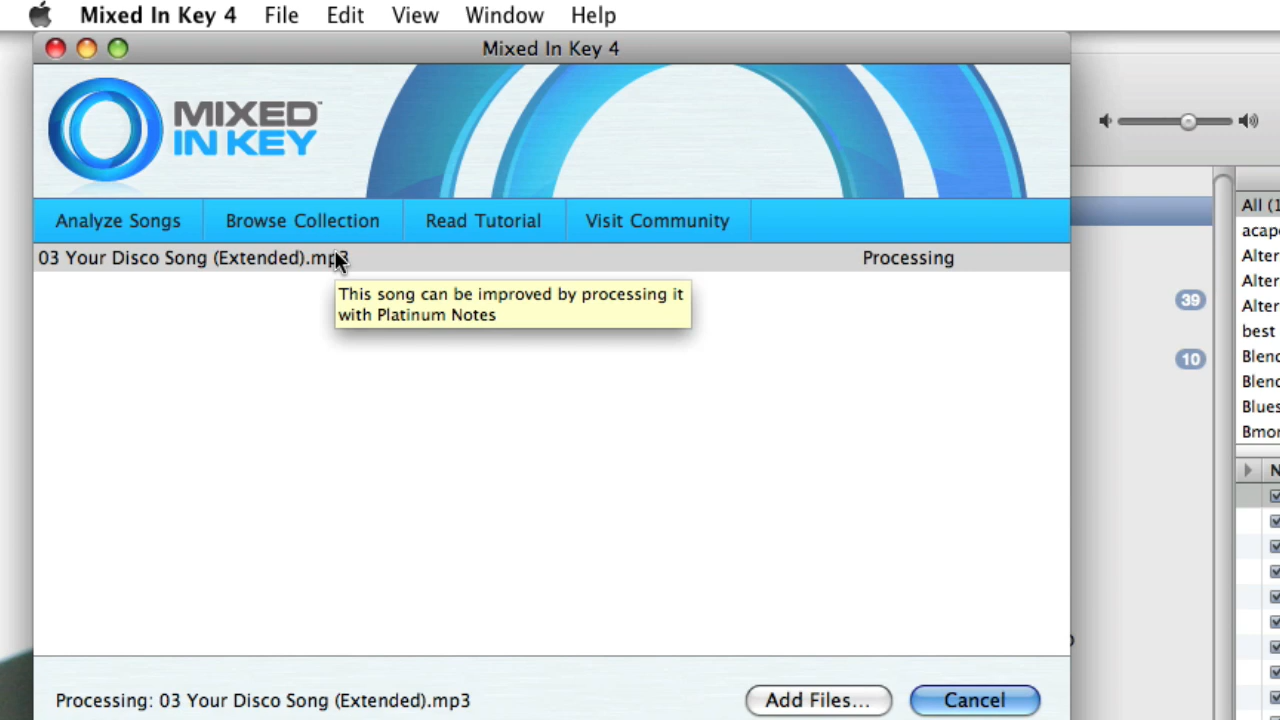 Mixed In Key 4 File Edit View Window Help
Mixed In Key 4
MIXED
IN KEY
Analyze Songs Browse Collection Read Tutorial Visit Community
03 Your Disco Song (Extended).mp3 Processing
This song can be improved by processing it
with Platinum Notes
All (1
acape
Alter
Alter
39
Alter
best
10
Blend
Blend
Blues
Bmor
N
Processing: 03 Your Disco Song (Extended).mp3 Add Files... Cancel